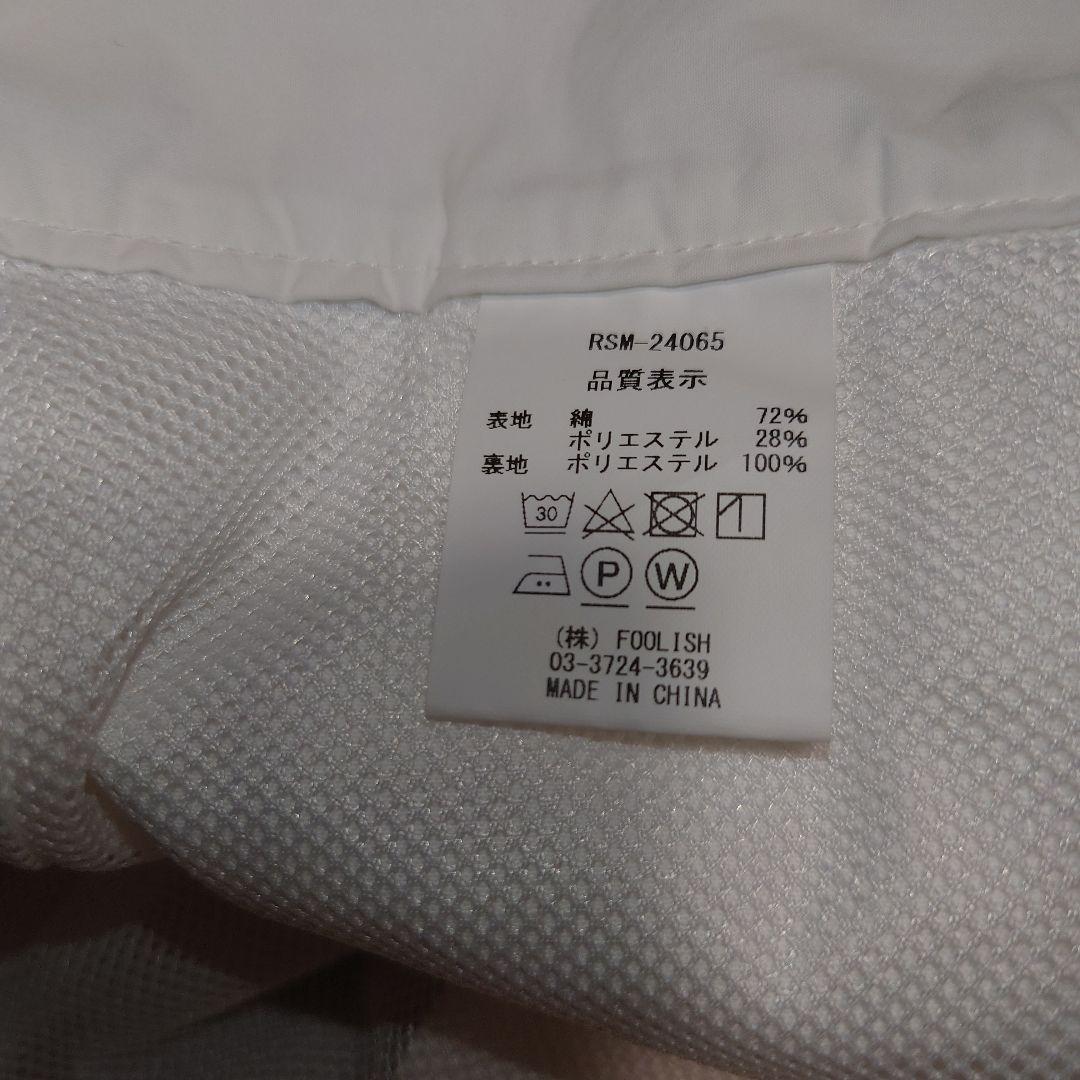 RSM-24065
品質表示
表地 綿 72%
ポリエステル 28%
裏地 ポリエステル 100%
30
P W
(株) FOOLISH
03-3724-3639
MADE IN CHINA